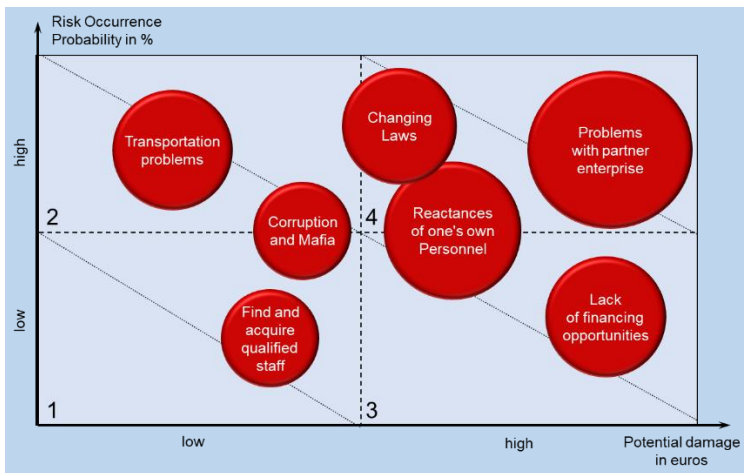 Risk Occurrence
Probability in %
high
low
Transportation
problems
Changing
Laws
Problems
with partner
enterprise
2
4
Corruption
and Mafia
Reactances
of one's own
Personnel
Find and
acquire
qualified
staff
Lack
of financing
opportunities
1
3
low
high
Potential damage
in euros